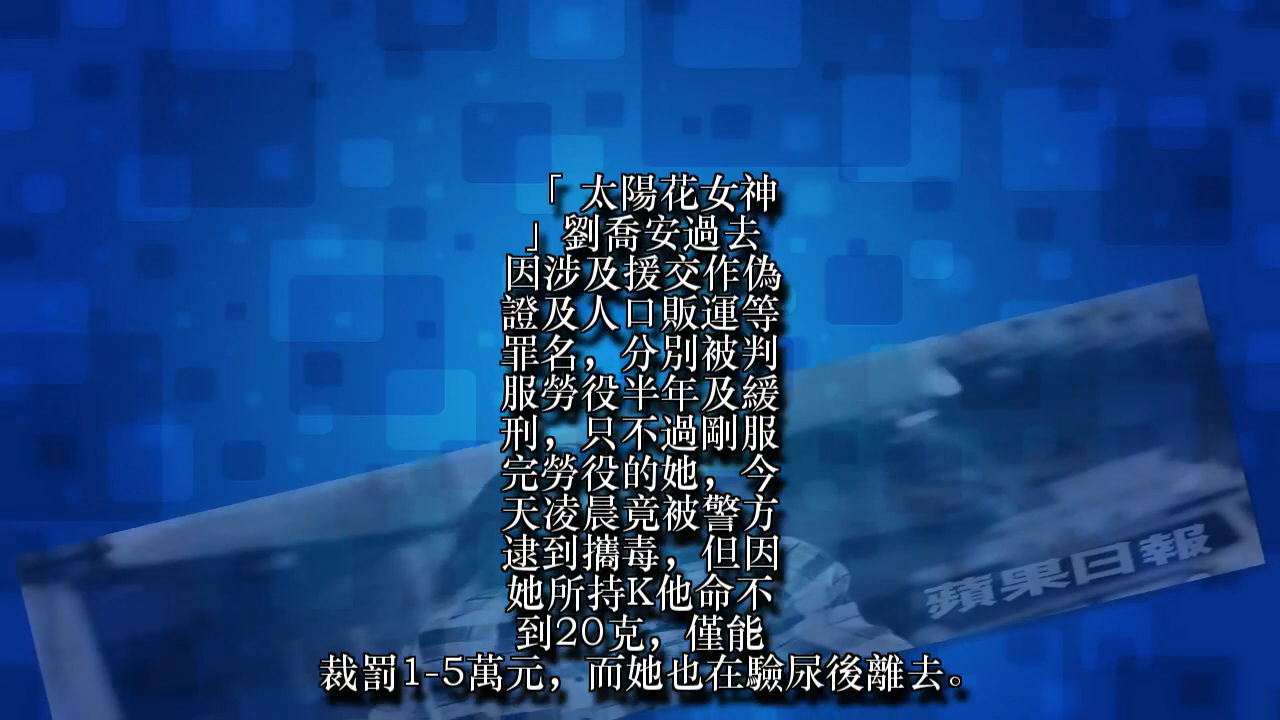 「 太陽花女神
」劉喬安過去
因涉及援交作偽
證及人口販運等
罪名，分別被判
服勞役半年及緩
刑，只不過剛服
完勞役的她，今
天凌晨竟被警方
逮到攜毒，但因
她所持K他命不
到20克，僅能
裁罰1-5萬元，而她也在驗尿後離去。
蘋果日報